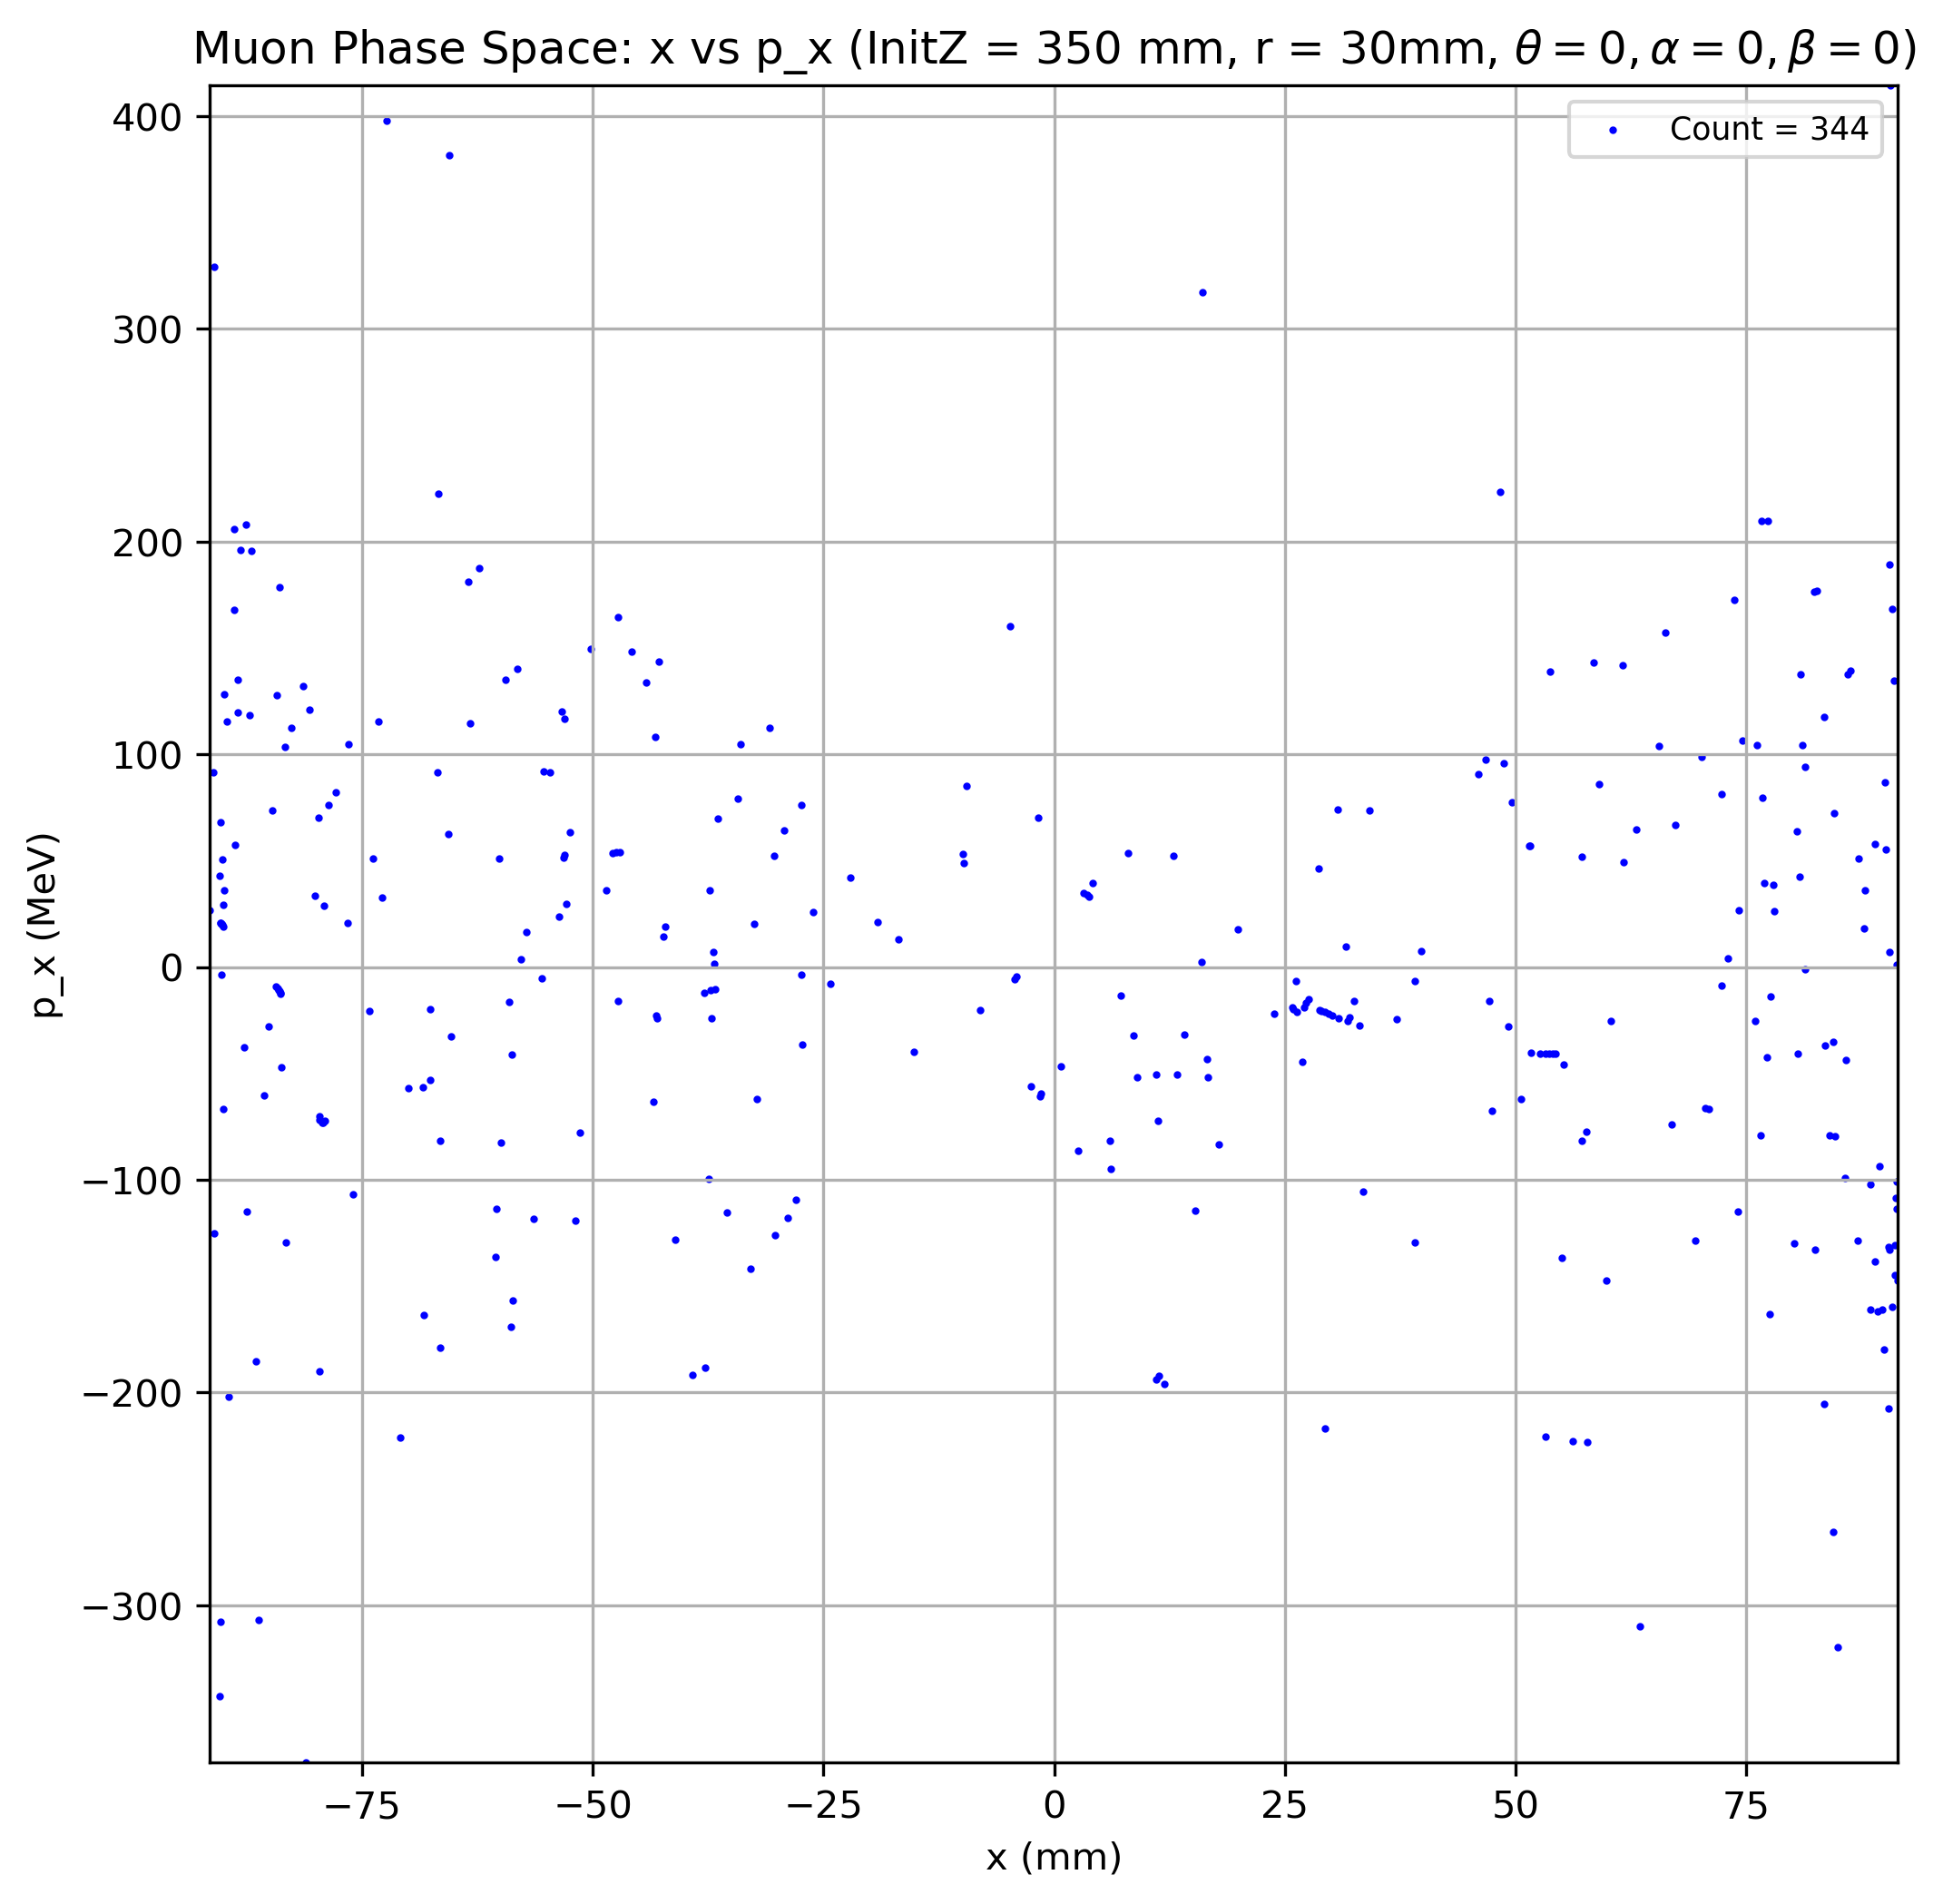 Muon Phase Space: x vs p_x (InitZ = 350 mm, r = 30mm, θ = 0, α = 0, β = 0)
Count = 344
400
300
200
100
0
−100
−200
−300
p_x (MeV)
−75 −50 −25 0 25 50 75
x (mm)